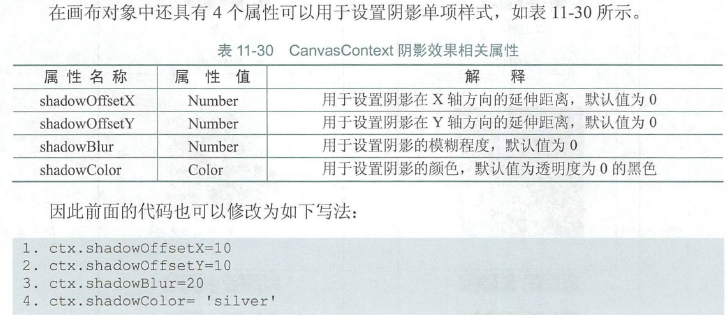 在画布对象中还具有 4 个属性可以用于设置阴影单项样式，如表 11-30 所示。
表 11-30 CanvasContext 阴影效果相关属性
属性名称 属性值 解释
shadowOffsetX Number 用于设置阴影在 X 轴方向的延伸距离，默认值为 0
shadowOffsetY Number 用于设置阴影在 Y 轴方向的延伸距离，默认值为 0
shadowBlur Number 用于设置阴影的模糊程度，默认值为 0
shadowColor Color 用于设置阴影的颜色，默认值为透明度为 0 的黑色
因此前面的代码也可以修改为如下写法：
1. ctx.shadowOffsetX=10
2. ctx.shadowOffsetY=10
3. ctx.shadowBlur=20
4. ctx.shadowColor= 'silver'